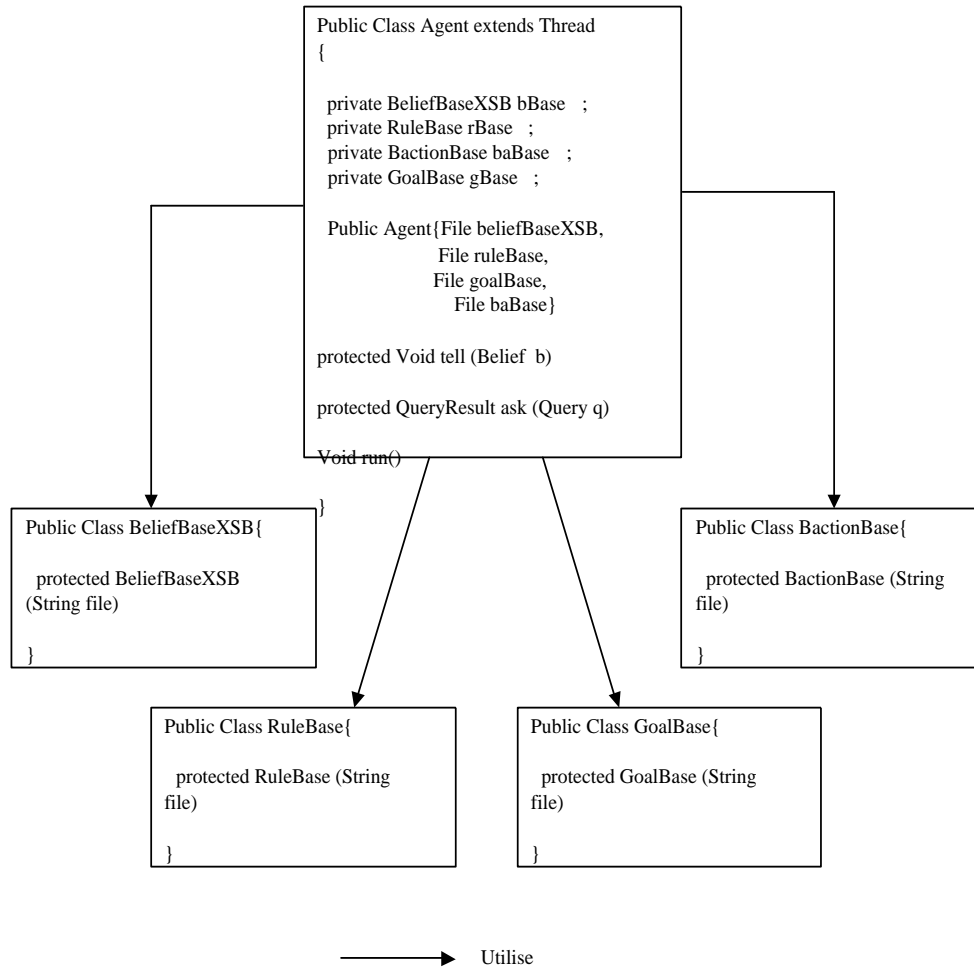 Public Class Agent extends Thread
{
private BeliefBaseXSB bBase ;
private RuleBase rBase ;
private BactionBase baBase ;
private GoalBase gBase ;
Public Agent{File beliefBaseXSB,
File ruleBase,
File goalBase,
File baBase}
protected Void tell (Belief b)
protected QueryResult ask (Query q)
Void run()
}
Public Class BeliefBaseXSB{
protected BeliefBaseXSB
(String file)
}
Public Class BactionBase{
protected BactionBase (String
file)
}
Public Class RuleBase{
protected RuleBase (String
file)
}
Public Class GoalBase{
protected GoalBase (String
file)
}
Utilise